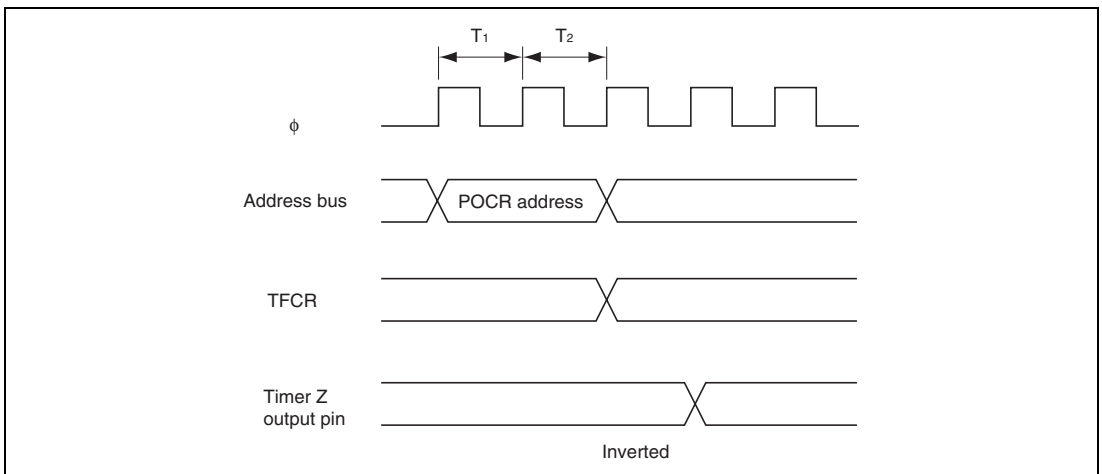 T1 T2
ϕ
Address bus POCR address
TFCR
Timer Z
output pin
Inverted